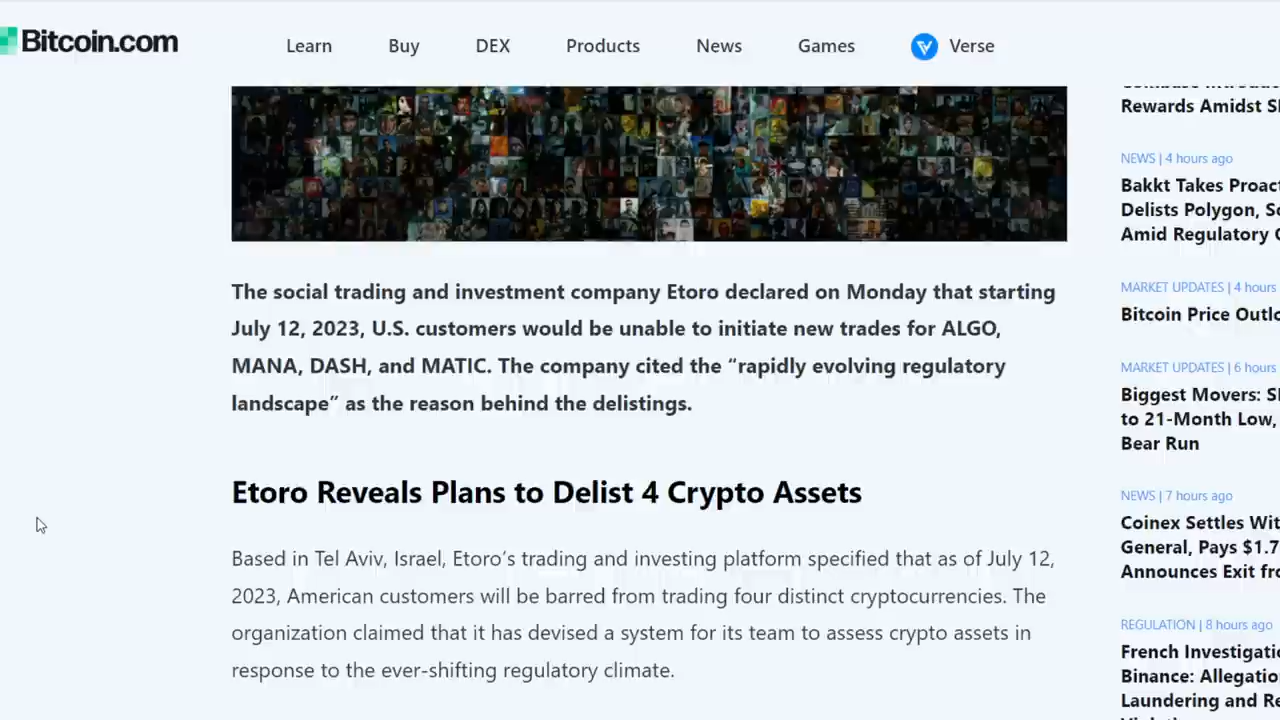 Bitcoin.com
Learn Buy DEX Products News Games Verse
The social trading and investment company Etoro declared on Monday that starting
July 12, 2023, U.S. customers would be unable to initiate new trades for ALGO,
MANA, DASH, and MATIC. The company cited the “rapidly evolving regulatory
landscape” as the reason behind the delistings.
Etoro Reveals Plans to Delist 4 Crypto Assets
Based in Tel Aviv, Israel, Etoro’s trading and investing platform specified that as of July 12,
2023, American customers will be barred from trading four distinct cryptocurrencies. The
organization claimed that it has devised a system for its team to assess crypto assets in
response to the ever-shifting regulatory climate.
Rewards Amidst
NEWS | 4 hours ago
Bakkt Takes
Delists Polygon,
Amid Regulatory
MARKET UPDATES | 4 hours
Bitcoin Price
MARKET UPDATES | 6 hours
Biggest Movers:
to 21-Month Low,
Bear Run
NEWS | 7 hours ago
Coinex Settles
General, Pays $1.7
Announces Exit
REGULATION | 8 hours ago
French
Binance:
Laundering and